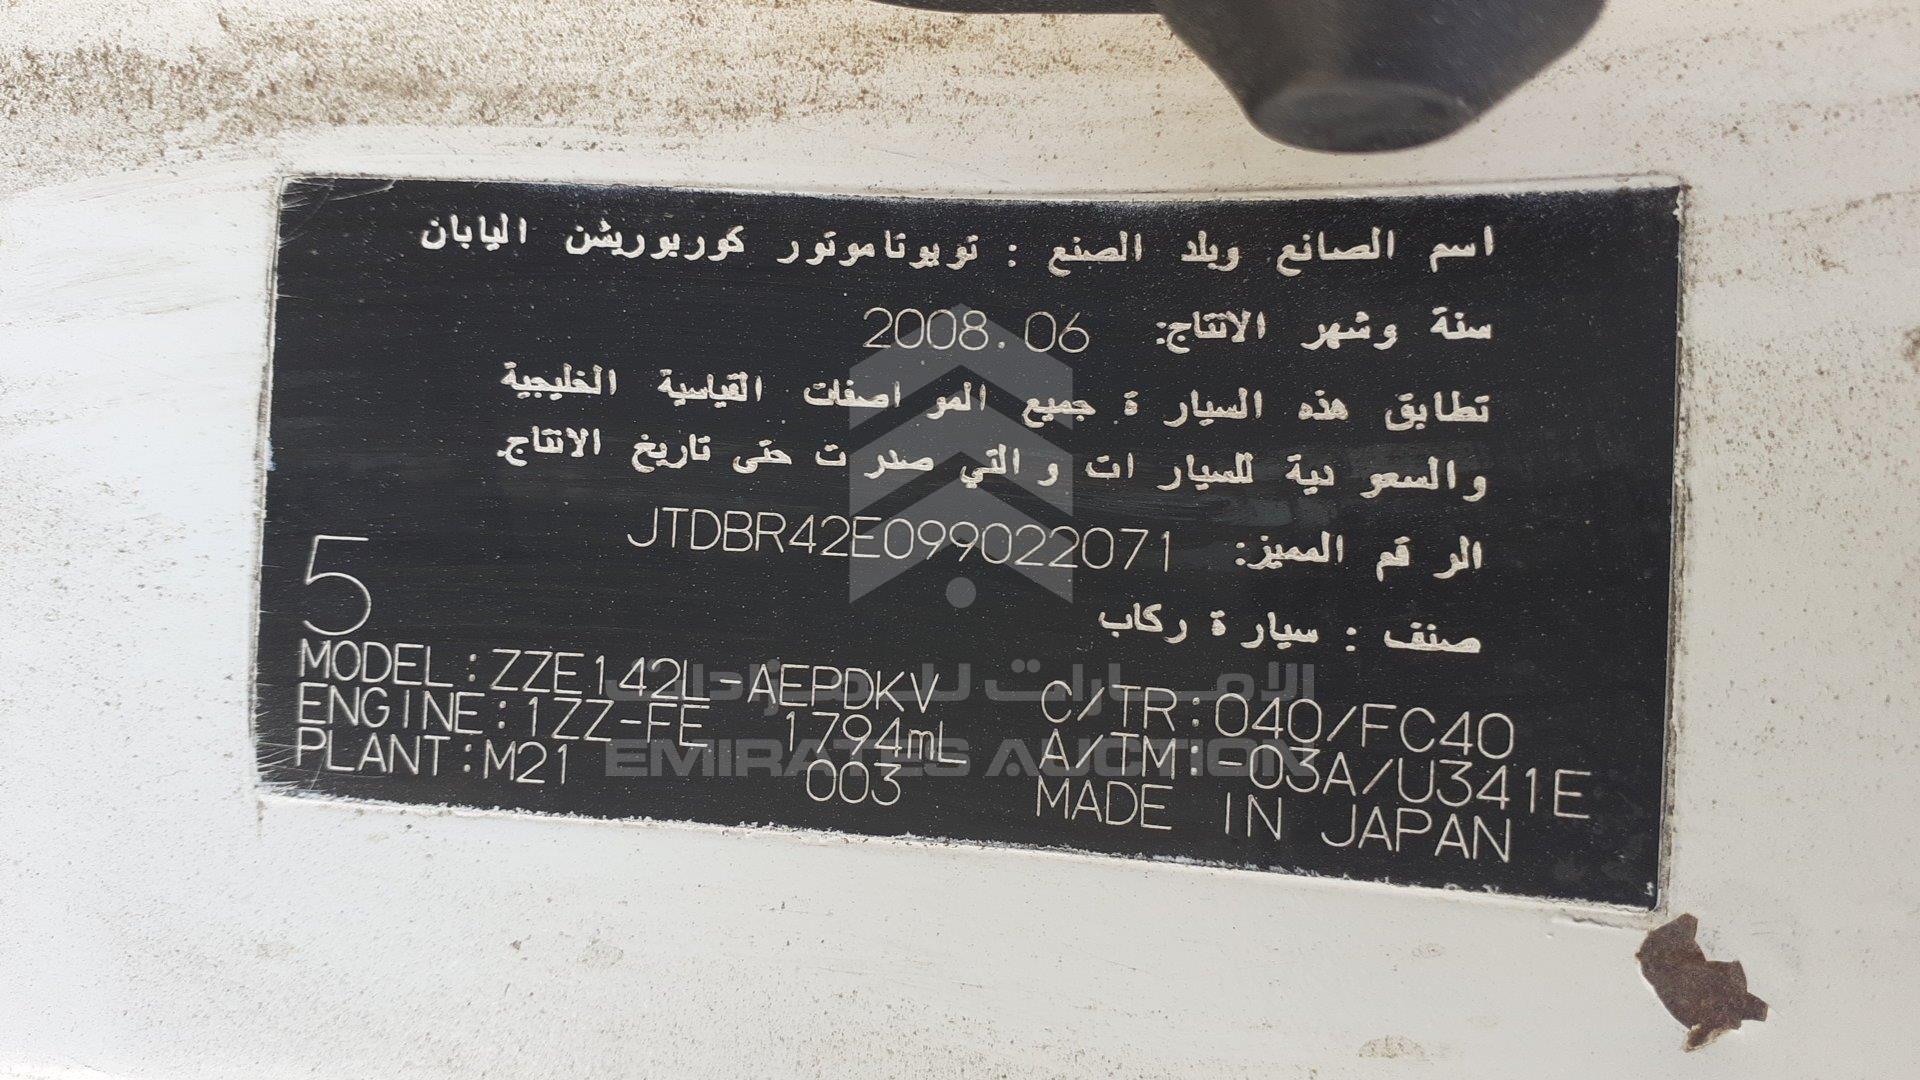 اسم الصانع وبلد الصنع : تويوتا موتور كوربوريشن اليابان
سنة وشهر الانتاج: 2008.06
تطابق هذه السيارة جميع المواصفات القياسية الخليجية
والسعودية للسيارات والتي صدرت حتى تاريخ الانتاج.
الرقم المميز: JTDBR42E099022071
صنف : سيارة ركاب
5
MODEL:ZZE142L-AEPDKV C/TR:040/FC40
ENGINE:1ZZ-FE 1794mL A/TM:-03A/U341E
PLANT:M21 003 MADE IN JAPAN
الإمارات للمزادات
EMIRATES AUCTION